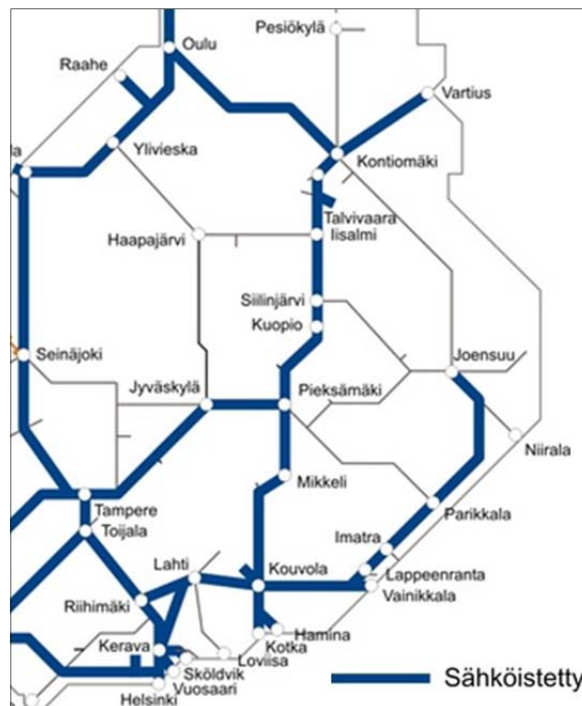 Pesiökylä
Oulu
Raahe
Vartius
Ylivieska
la
Kontiomäki
Talvivaara
Iisalmi
Haapajärvi
Siilinjärvi
Kuopio
Seinäjoki
Joensuu
Jyväskylä
Pieksämäki
Niirala
Mikkeli
Tampere
Parikkala
Toijala
Imatra
Lahti
Kouvola
Lappeenranta
Vainikkala
Riihimäki
Hamina
Kotka
Kerava
Loviisa
Sköldvik
Vuosaari
Helsinki
Sähköistetty